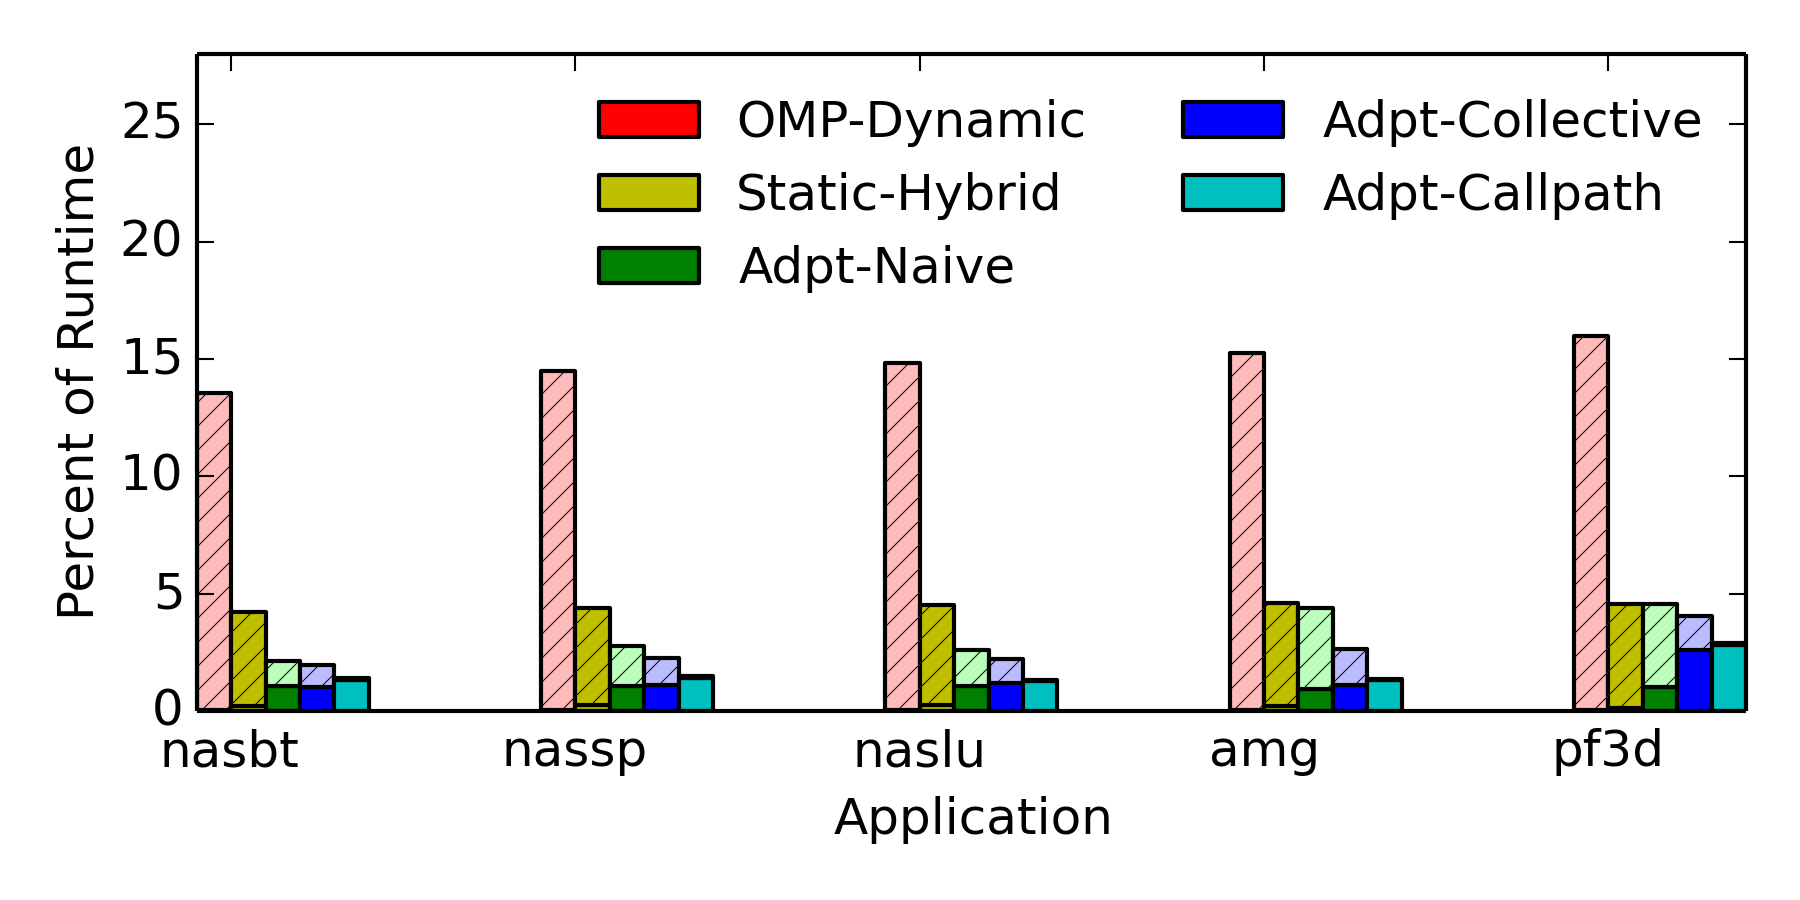 Percent of Runtime
25
20
15
10
5
0
OMP-Dynamic
Static-Hybrid
Adpt-Naive
Adpt-Collective
Adpt-Callpath
nasbt nassp naslu amg pf3d
Application